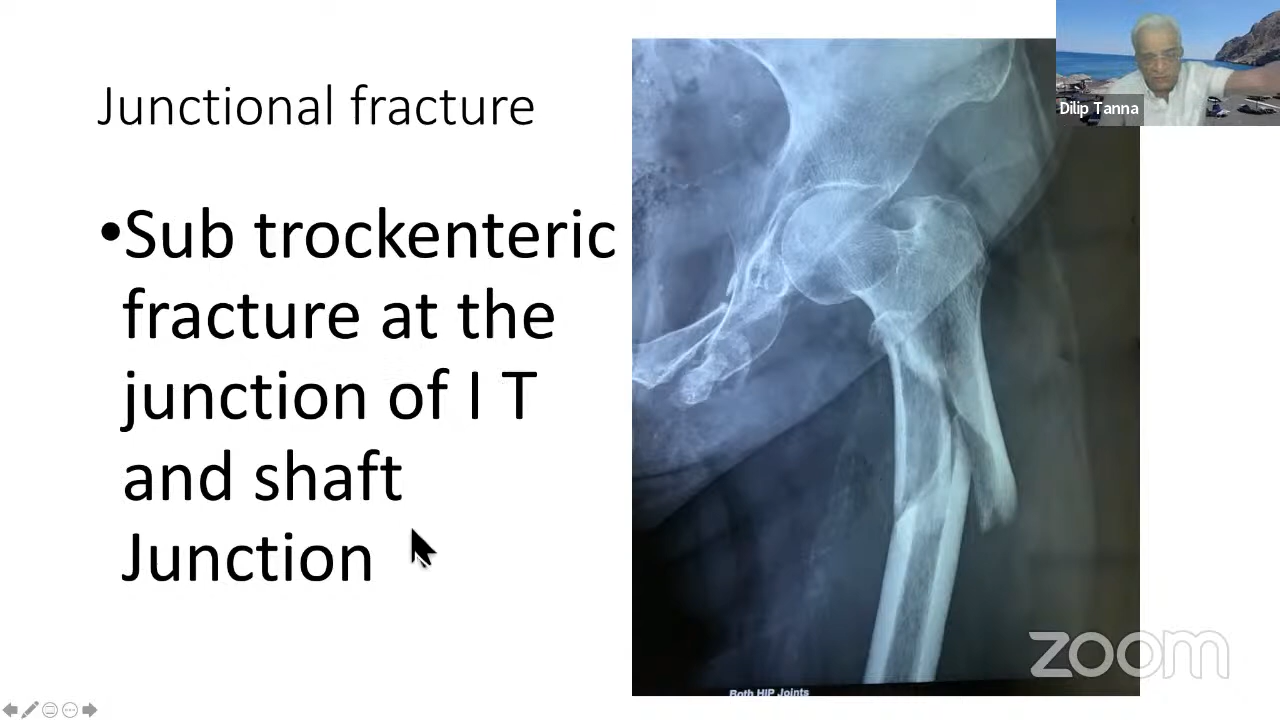 Junctional fracture
•Sub trockenteric
fracture at the
junction of I T
and shaft
Junction
Dilip Tanna
Both HIP Joints
zoom